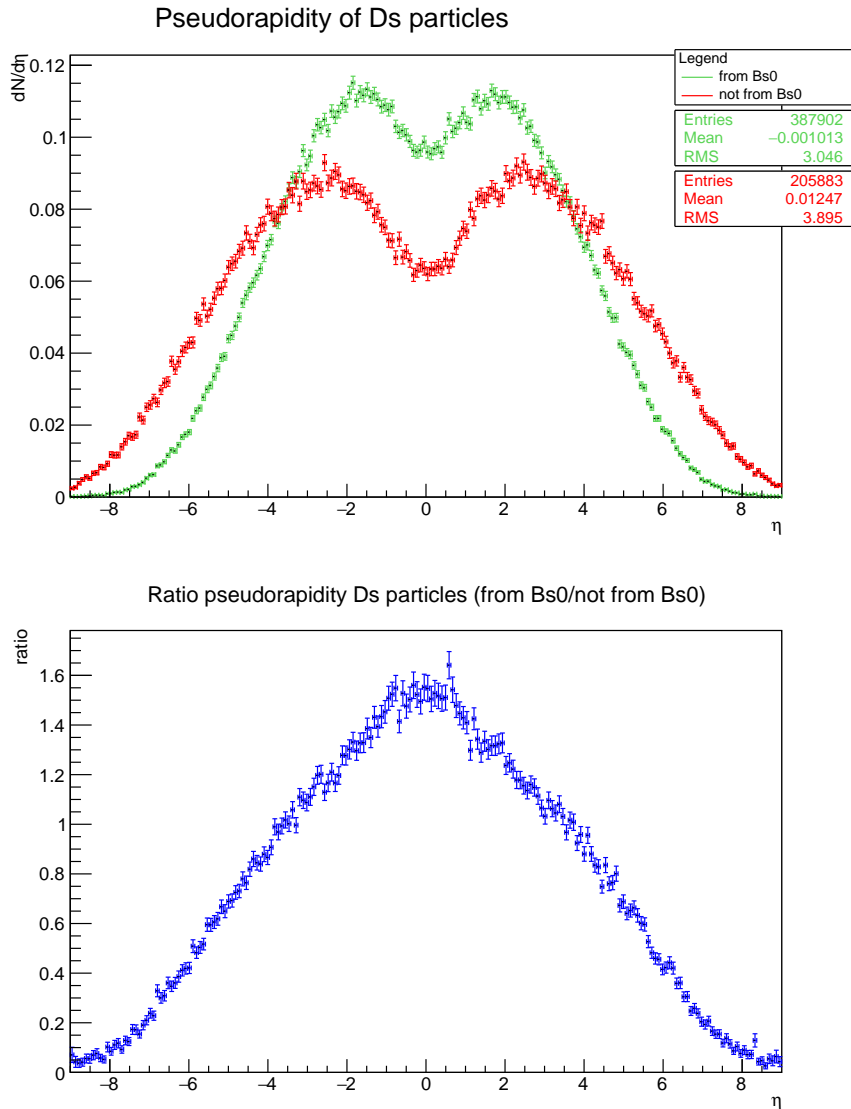 Pseudorapidity of Ds particles
dN/dη
0.12
0.1
0.08
0.06
0.04
0.02
0
−8 −6 −4 −2 0 2 4 6 8
η
Legend
from Bs0
not from Bs0
Entries 387902
Mean −0.001013
RMS 3.046
Entries 205883
Mean 0.01247
RMS 3.895
Ratio pseudorapidity Ds particles (from Bs0/not from Bs0)
ratio
1.6
1.4
1.2
1
0.8
0.6
0.4
0.2
0
−8 −6 −4 −2 0 2 4 6 8
η